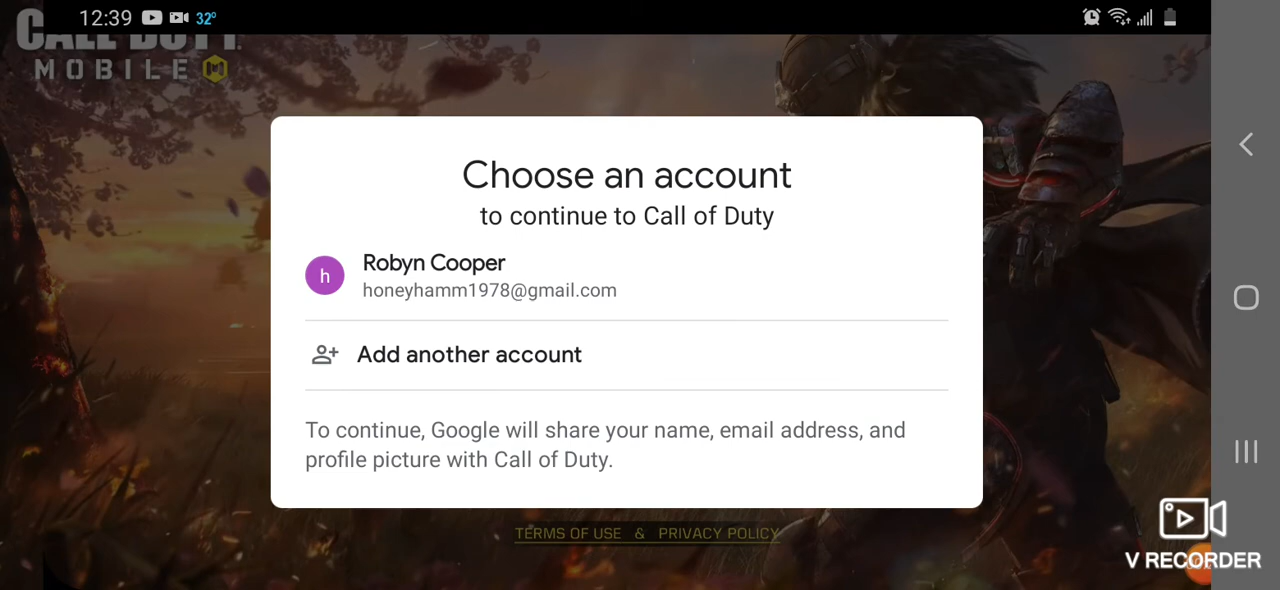 12:39 32°
CALL OF DUTY
MOBILE
Choose an account
to continue to Call of Duty
h
Robyn Cooper
honeyhamm1978@gmail.com
Add another account
To continue, Google will share your name, email address, and
profile picture with Call of Duty.
TERMS OF USE & PRIVACY POLICY
V RECORDER